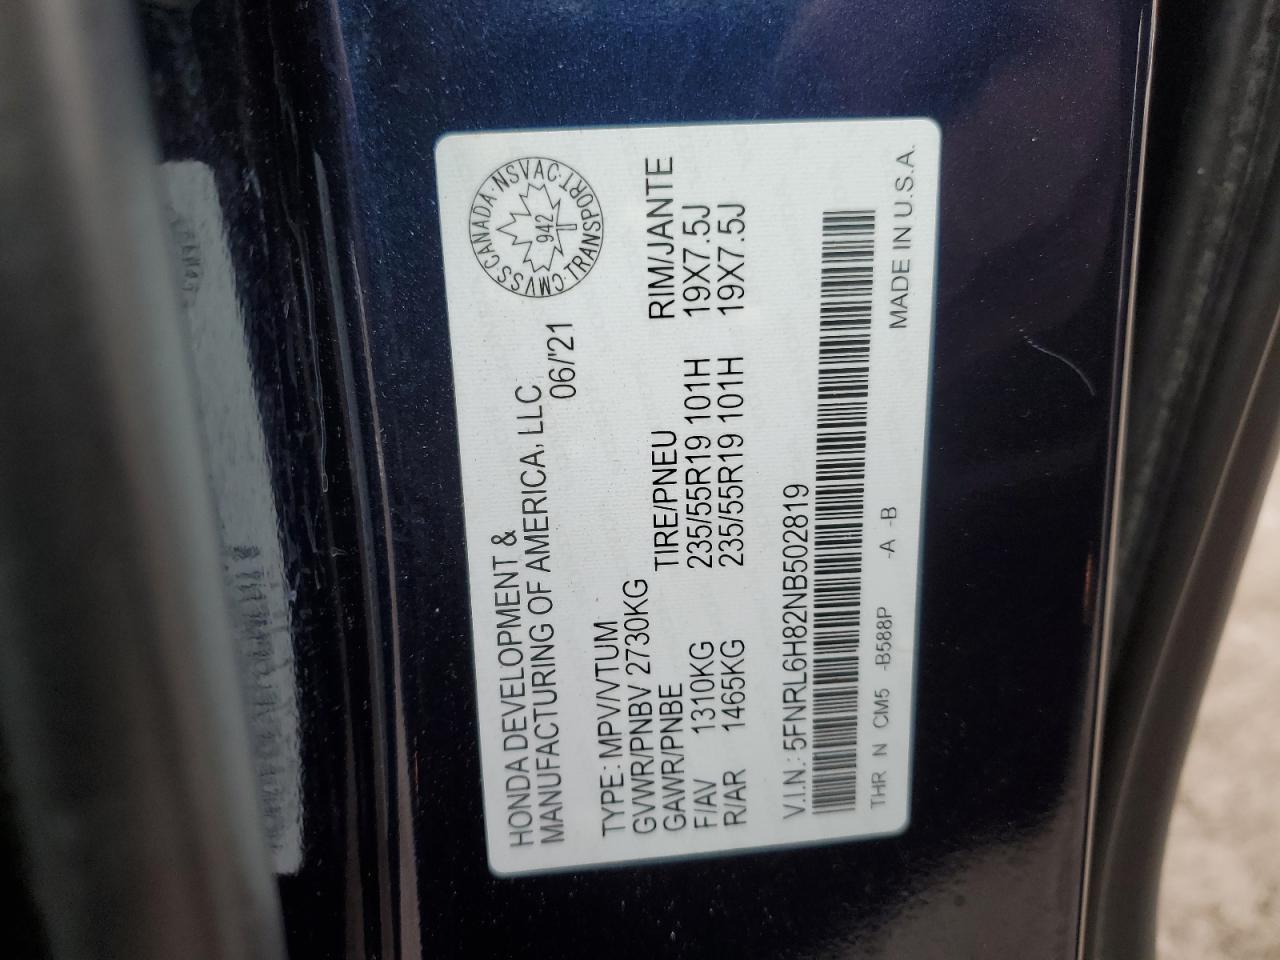 HONDA DEVELOPMENT &
MANUFACTURING OF AMERICA, LLC
06/'21
CMVSS CANADA · NSVAC · TRANSPORT
942
TYPE: MPV/VTUM
GVWR/PNBV 2730KG
GAWR/PNBE TIRE/PNEU RIM/JANTE
F/AV 1310KG 235/55R19 101H 19X7.5J
R/AR 1465KG 235/55R19 101H 19X7.5J
V.I.N.: 5FNRL6H82NB502819
THR N CM5 -B588P -A -B MADE IN U.S.A.